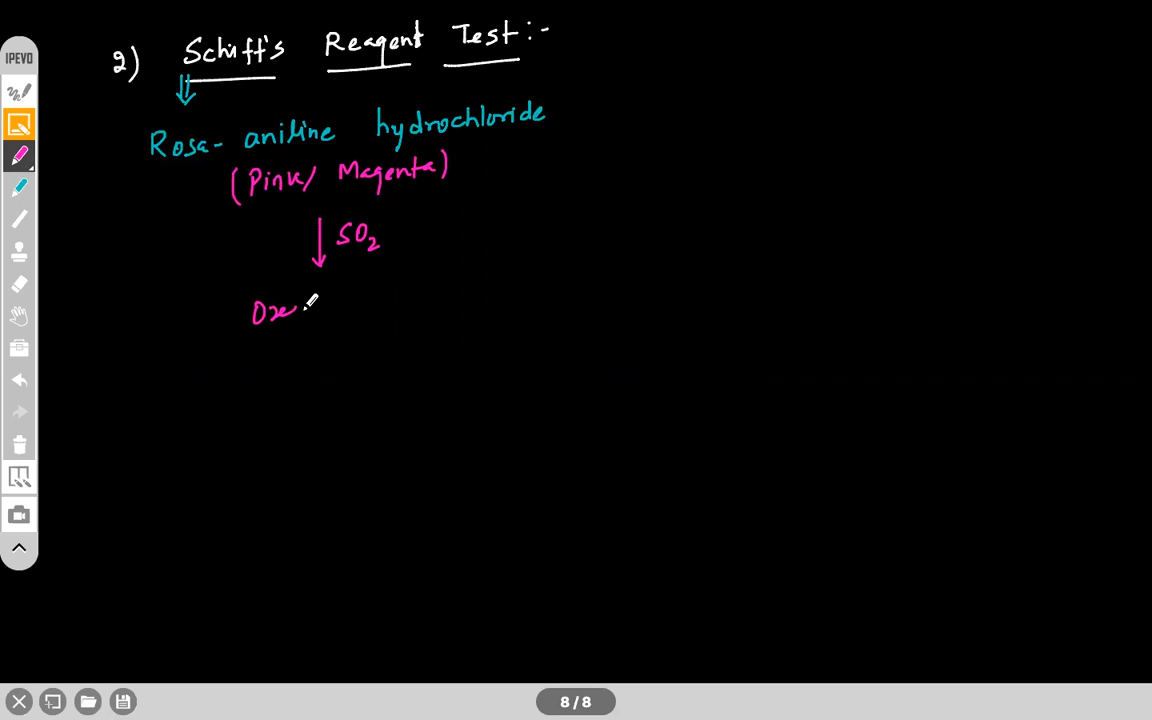 IPEVO
2) Schiff's Reagent Test:-
Rosa-aniline hydrochloride
(Pink/ Magenta)
SO2
8 / 8